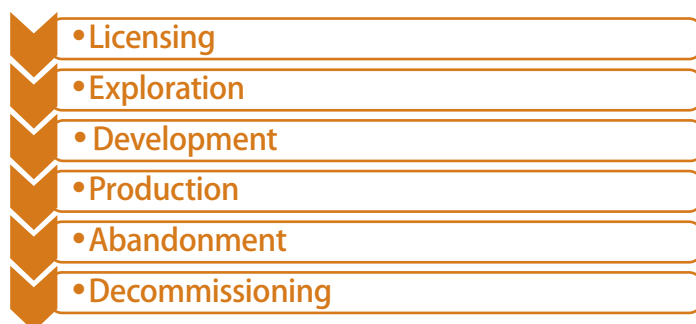 •Licensing
•Exploration
• Development
•Production
•Abandonment
•Decommissioning